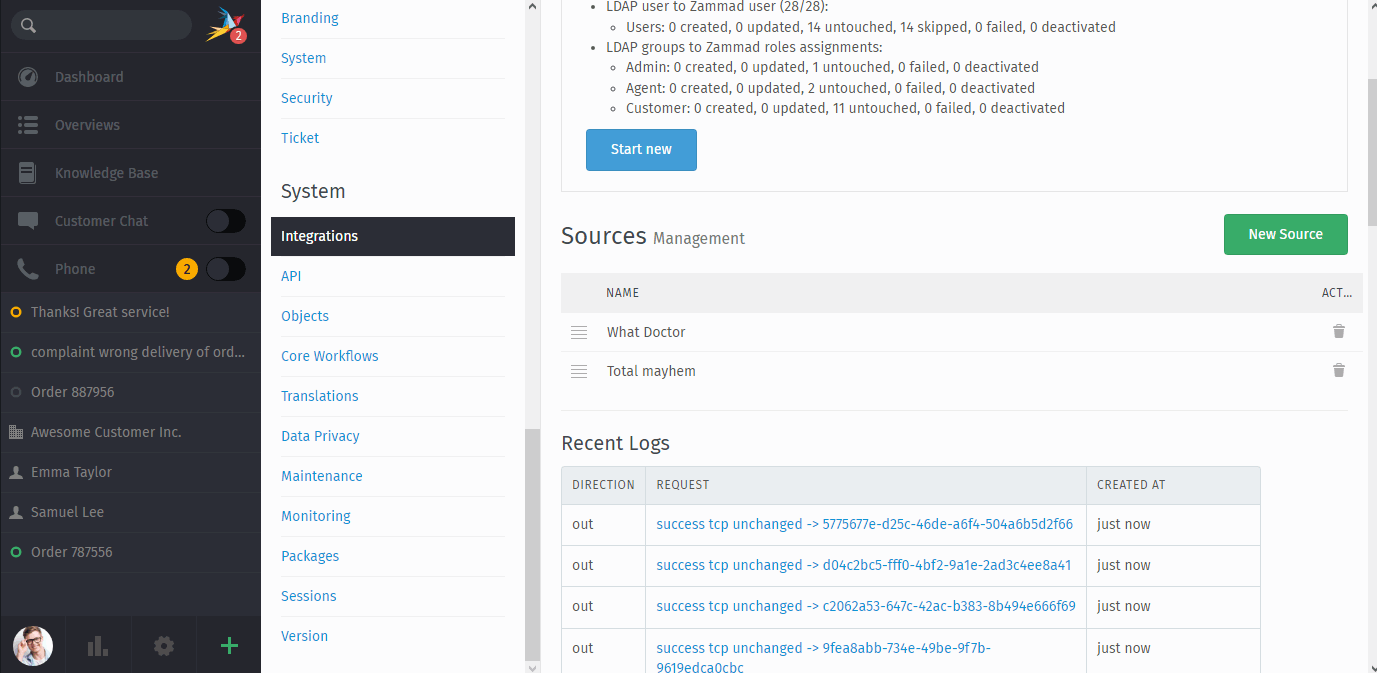 2
Dashboard
Overviews
Knowledge Base
Customer Chat
Phone
2
Thanks! Great service!
complaint wrong delivery of ord...
Order 887956
Awesome Customer Inc.
Emma Taylor
Samuel Lee
Order 787556
Branding
System
Security
Ticket
System
Integrations
API
Objects
Core Workflows
Translations
Data Privacy
Maintenance
Monitoring
Packages
Sessions
Version
LDAP user to Zammad user (28/28):
Users: 0 created, 0 updated, 14 untouched, 14 skipped, 0 failed, 0 deactivated
LDAP groups to Zammad roles assignments:
Admin: 0 created, 0 updated, 1 untouched, 0 failed, 0 deactivated
Agent: 0 created, 0 updated, 2 untouched, 0 failed, 0 deactivated
Customer: 0 created, 0 updated, 11 untouched, 0 failed, 0 deactivated
Start new
Sources Management
New Source
NAME ACT...
What Doctor
Total mayhem
Recent Logs
DIRECTION REQUEST CREATED AT
out success tcp unchanged -> 5775677e-d25c-46de-a6f4-504a6b5d2f66 just now
out success tcp unchanged -> d04c2bc5-fff0-4bf2-9a1e-2ad3c4ee8a41 just now
out success tcp unchanged -> c2062a53-647c-42ac-b383-8b494e666f69 just now
out success tcp unchanged -> 9fea8abb-734e-49be-9f7b- just now
9619edca0cbc